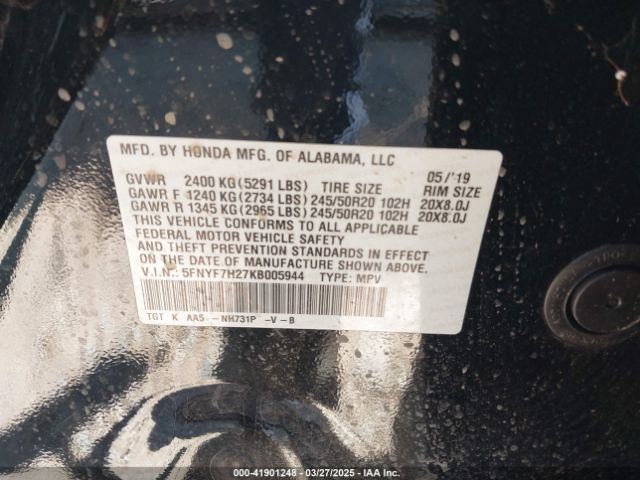 MFD. BY HONDA MFG. OF ALABAMA, LLC
GVWR 2400 KG (5291 LBS) TIRE SIZE 05/'19 RIM SIZE
GAWR F 1240 KG (2734 LBS) 245/50R20 102H 20X8.0J
GAWR R 1345 KG (2965 LBS) 245/50R20 102H 20X8.0J
THIS VEHICLE CONFORMS TO ALL APPLICABLE
FEDERAL MOTOR VEHICLE SAFETY
AND THEFT PREVENTION STANDARDS IN EFFECT
ON THE DATE OF MANUFACTURE SHOWN ABOVE.
V.I.N.: 5FNYF7H27KB005944 TYPE: MPV
TGT K AA5 - NH731P -V - B
000-41901248 - 03/27/2025 - IAA Inc.